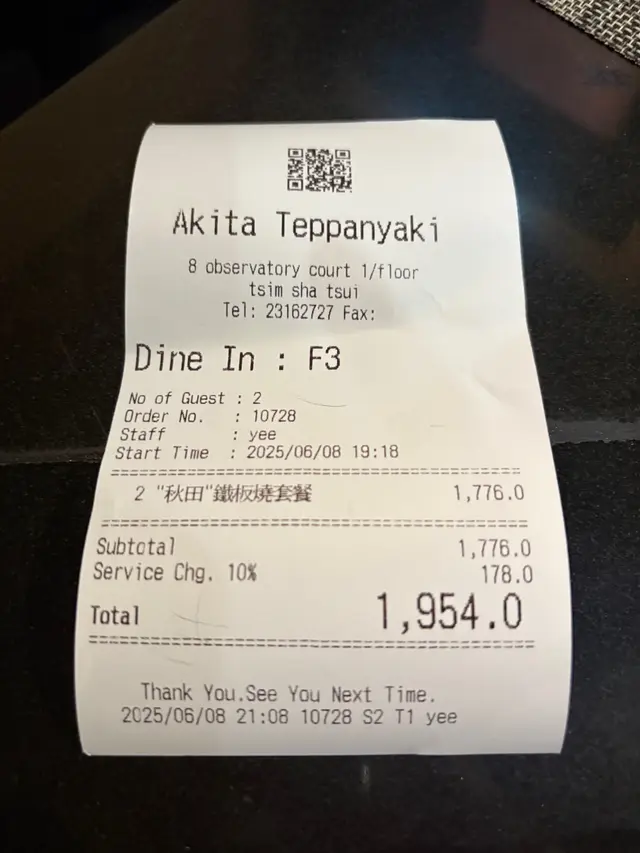 Akita Teppanyaki
8 observatory court 1/floor
tsim sha tsui
Tel: 23162727 Fax:
Dine In : F3
No of Guest : 2
Order No. : 10728
Staff : yee
Start Time : 2025/06/08 19:18
2 "秋田"鐵板燒套餐 1,776.0
Subtotal 1,776.0
Service Chg. 10% 178.0
Total 1,954.0
Thank You.See You Next Time.
2025/06/08 21:08 10728 S2 T1 yee